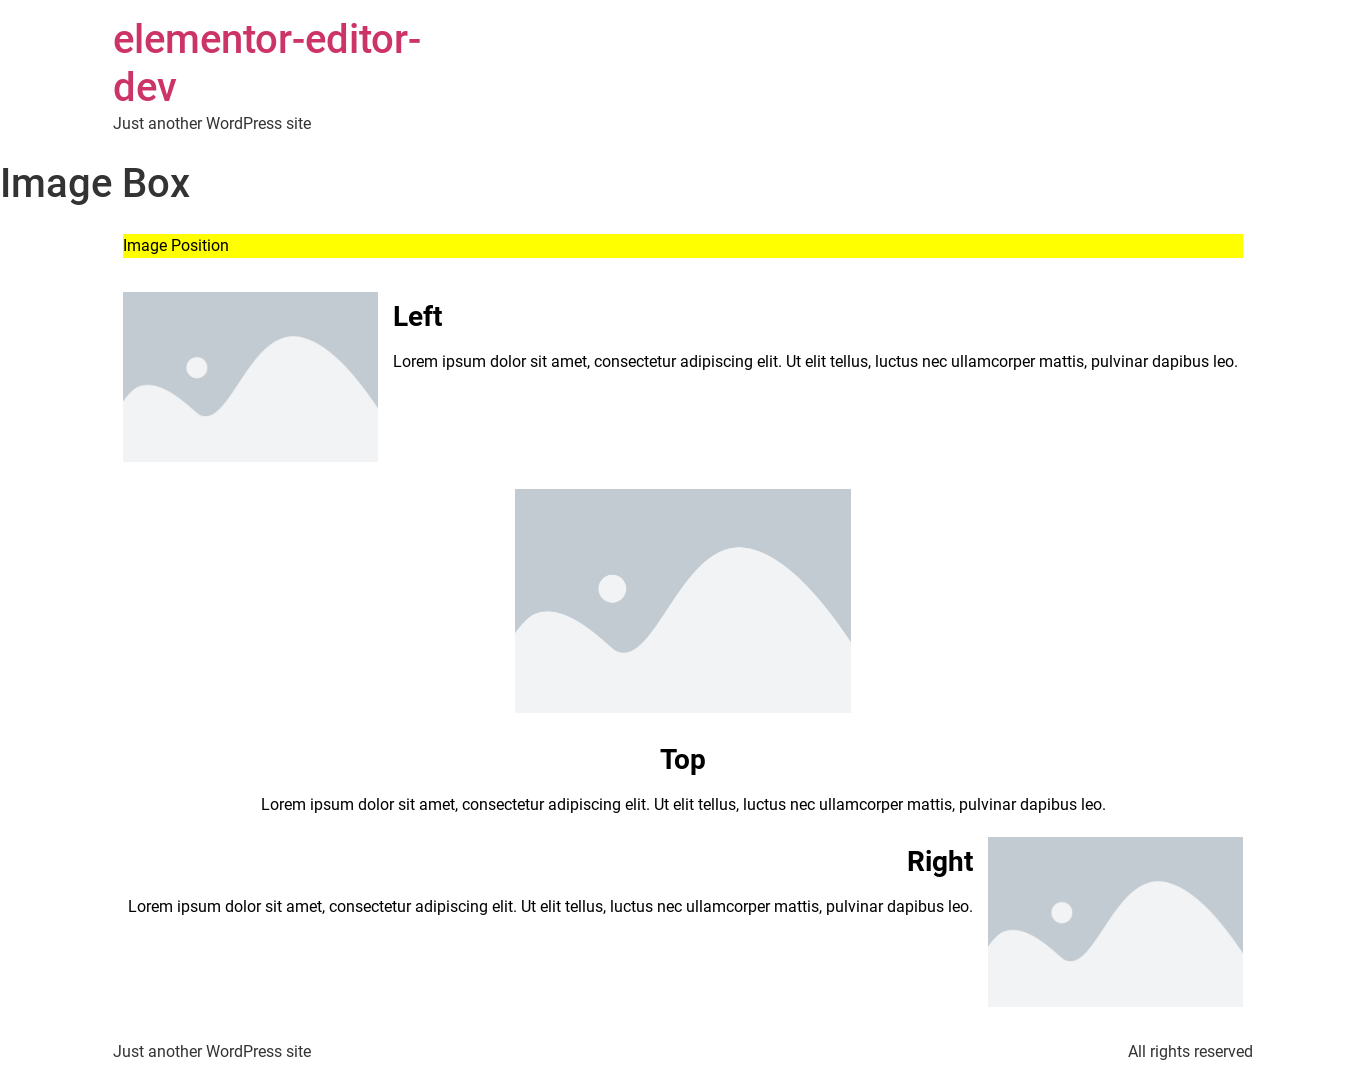 elementor-editor-
dev
Just another WordPress site
Image Box
Image Position
Left
Lorem ipsum dolor sit amet, consectetur adipiscing elit. Ut elit tellus, luctus nec ullamcorper mattis, pulvinar dapibus leo.
Top
Lorem ipsum dolor sit amet, consectetur adipiscing elit. Ut elit tellus, luctus nec ullamcorper mattis, pulvinar dapibus leo.
Right
Lorem ipsum dolor sit amet, consectetur adipiscing elit. Ut elit tellus, luctus nec ullamcorper mattis, pulvinar dapibus leo.
Just another WordPress site
All rights reserved